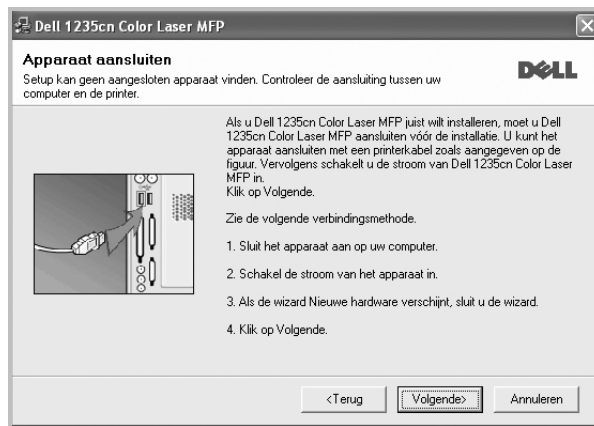 Dell 1235cn Color Laser MFP
Apparaat aansluiten
Setup kan geen aangesloten apparaat vinden. Controleer de aansluiting tussen uw
computer en de printer.
DELL
Als u Dell 1235cn Color Laser MFP juist wilt installeren, moet u Dell
1235cn Color Laser MFP aansluiten vóór de installatie. U kunt het
apparaat aansluiten met een printerkabel zoals aangegeven op de
figuur. Vervolgens schakelt u de stroom van Dell 1235cn Color Laser
MFP in.
Klik op Volgende.
Zie de volgende verbindingsmethode.
1. Sluit het apparaat aan op uw computer.
2. Schakel de stroom van het apparaat in.
3. Als de wizard Nieuwe hardware verschijnt, sluit u de wizard.
4. Klik op Volgende.
<Terug
Volgende>
Annuleren